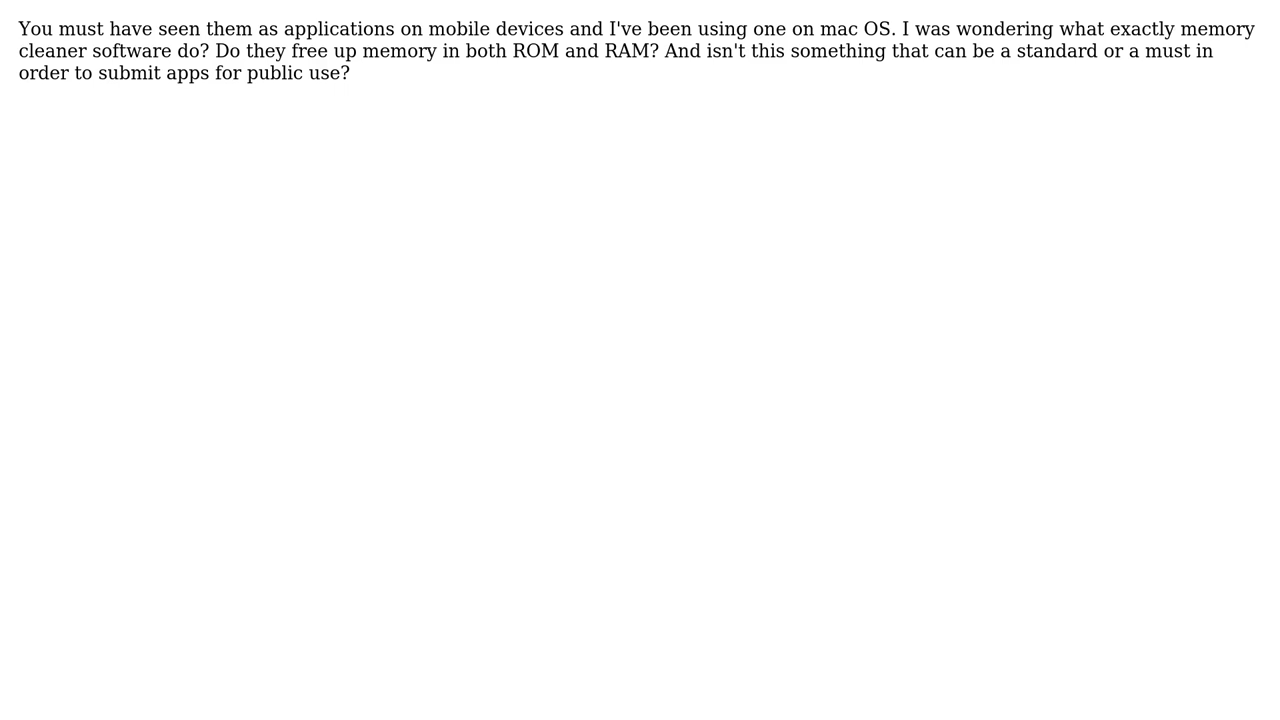 You must have seen them as applications on mobile devices and I've been using one on mac OS. I was wondering what exactly memory
cleaner software do? Do they free up memory in both ROM and RAM? And isn't this something that can be a standard or a must in
order to submit apps for public use?